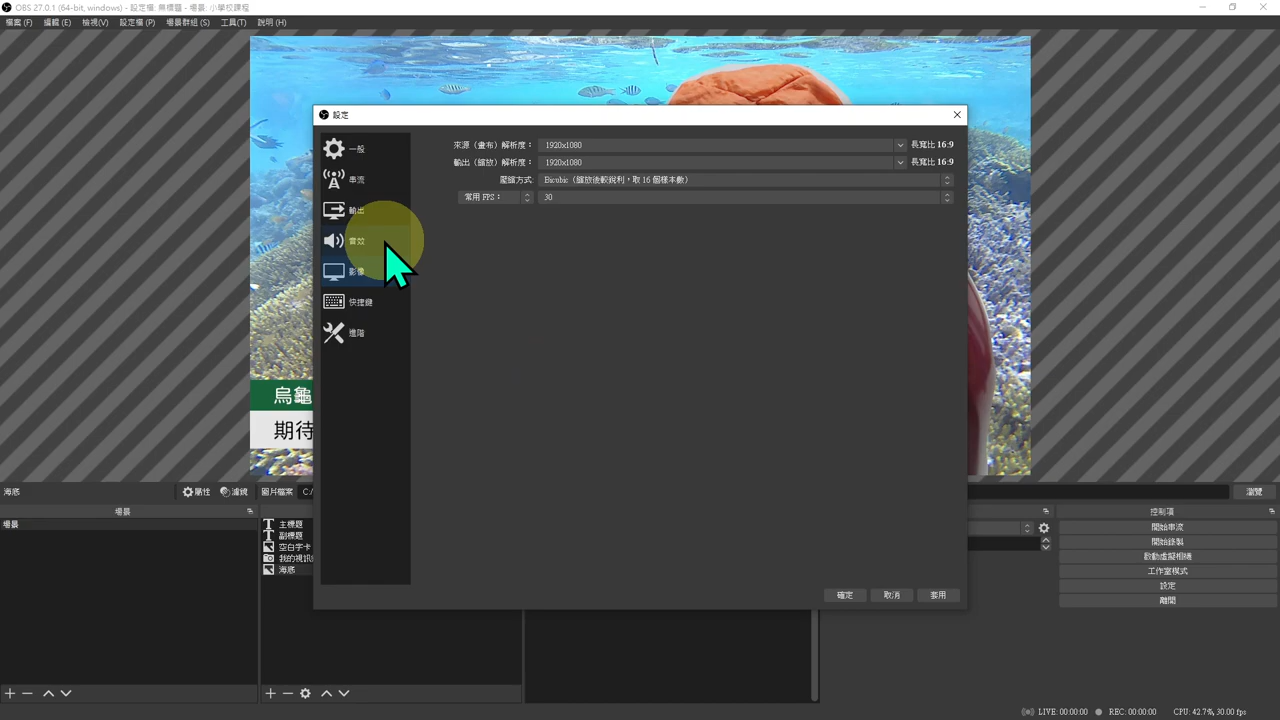 OBS 27.0.1 (64-bit, windows) - 設定檔: 無標題 - 場景: 小學校課程
檔案 (F) 編輯 (E) 檢視(V) 設定檔 (P) 場景群組 (S) 工具(T) 說明 (H)
設定
一般
串流
輸出
音效
影像
快捷鍵
進階
來源（畫布）解析度： 1920x1080 長寬比 16:9
輸出（縮放）解析度： 1920x1080 長寬比 16:9
壓縮方式: Bicubic（縮放後較銳利，取 16 個樣本數）
常用 FPS： 30
確定 取消 套用
烏龜
期待
海底 屬性 濾鏡 圖片檔案 C:/ 瀏覽
場景
場景
主標題
副標題
空白字卡
我的視訊
海底
控制項
開始串流
開始錄製
啟動虛擬相機
工作室模式
設定
離開
LIVE: 00:00:00 REC: 00:00:00 CPU: 42.7%, 30.00 fps